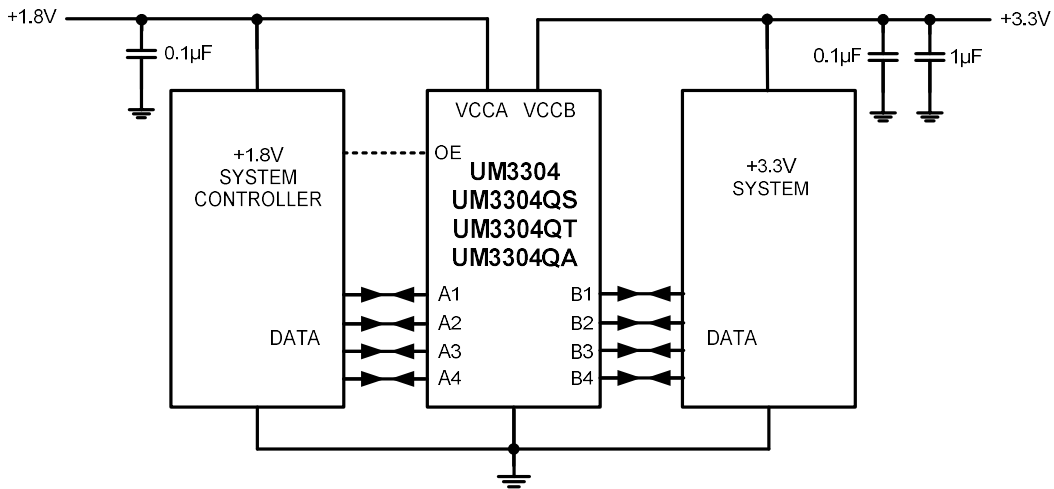 +1.8V
+3.3V
0.1µF
0.1µF
1µF
VCCA VCCB
+1.8V
SYSTEM
CONTROLLER
OE
UM3304
UM3304QS
UM3304QT
UM3304QA
+3.3V
SYSTEM
A1
A2
A3
A4
B1
B2
B3
B4
DATA
DATA